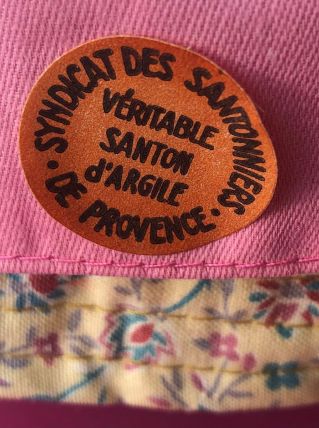 SYNDICAT DES SANTONNIERS
VÉRITABLE
SANTON
d'ARGILE
• DE PROVENCE •